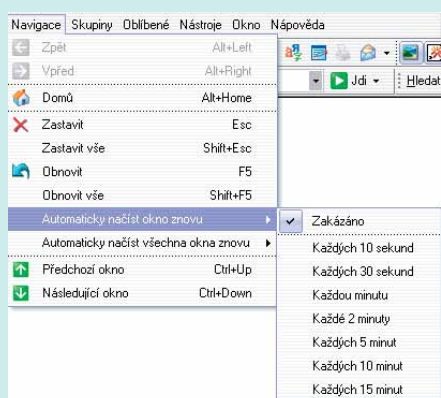 Navigace Skupiny Oblíbené Nástroje Okno Nápověda
Zpět Alt+Left
Vpřed Alt+Right
Jdi Hledat
Domů Alt+Home
Zastavit Esc
Zastavit vše Shift+Esc
Obnovit F5
Obnovit vše Shift+F5
Automaticky načíst okno znovu
Automaticky načíst všechna okna znovu
Předchozí okno Ctrl+Up
Následující okno Ctrl+Down
Zakázáno
Každých 10 sekund
Každých 30 sekund
Každou minutu
Každé 2 minuty
Každých 5 minut
Každých 10 minut
Každých 15 minut